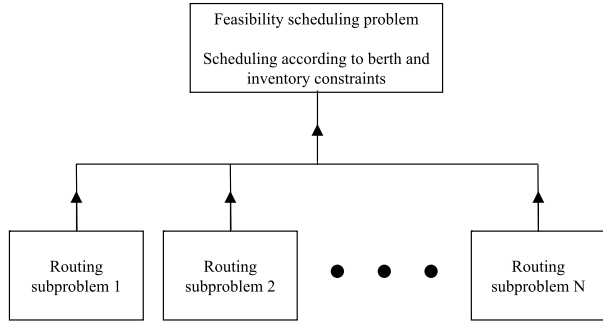 Feasibility scheduling problem
Scheduling according to berth and
inventory constraints
Routing
subproblem 1
Routing
subproblem 2
Routing
subproblem N